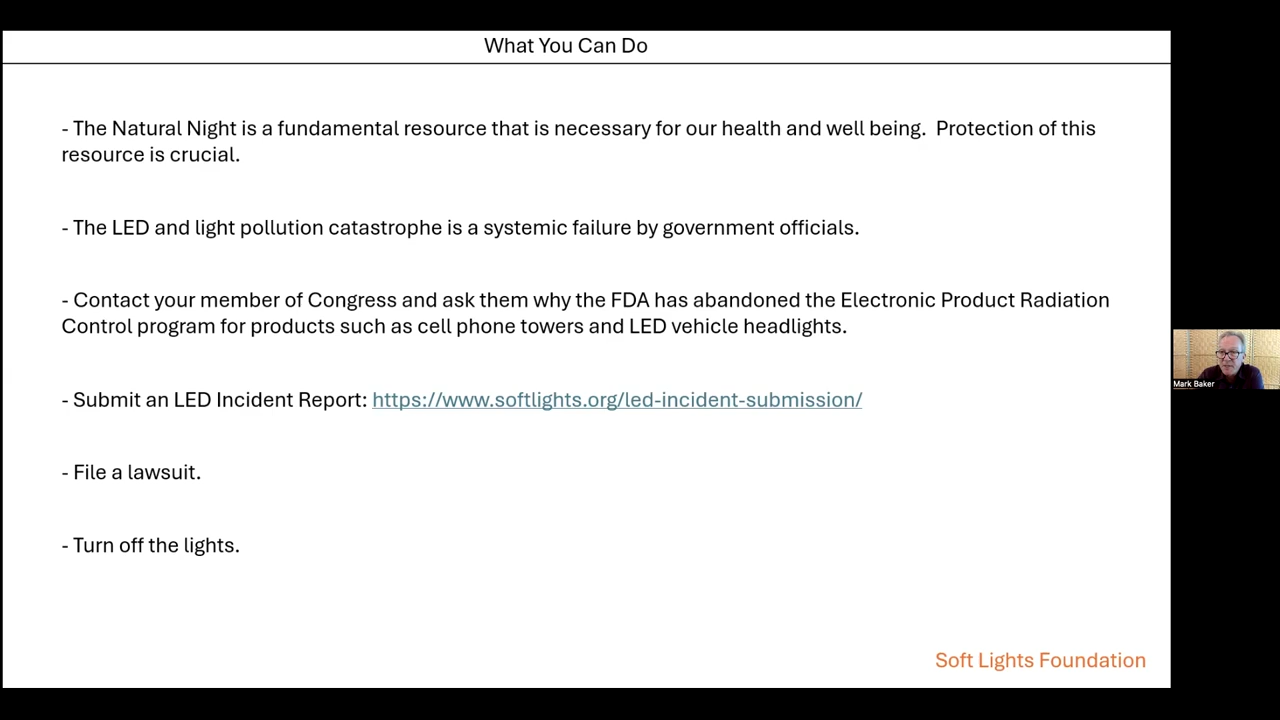 What You Can Do
- The Natural Night is a fundamental resource that is necessary for our health and well being.  Protection of this
resource is crucial.
- The LED and light pollution catastrophe is a systemic failure by government officials.
- Contact your member of Congress and ask them why the FDA has abandoned the Electronic Product Radiation
Control program for products such as cell phone towers and LED vehicle headlights.
- Submit an LED Incident Report: https://www.softlights.org/led-incident-submission/
Mark Baker
- File a lawsuit.
- Turn off the lights.
Soft Lights Foundation